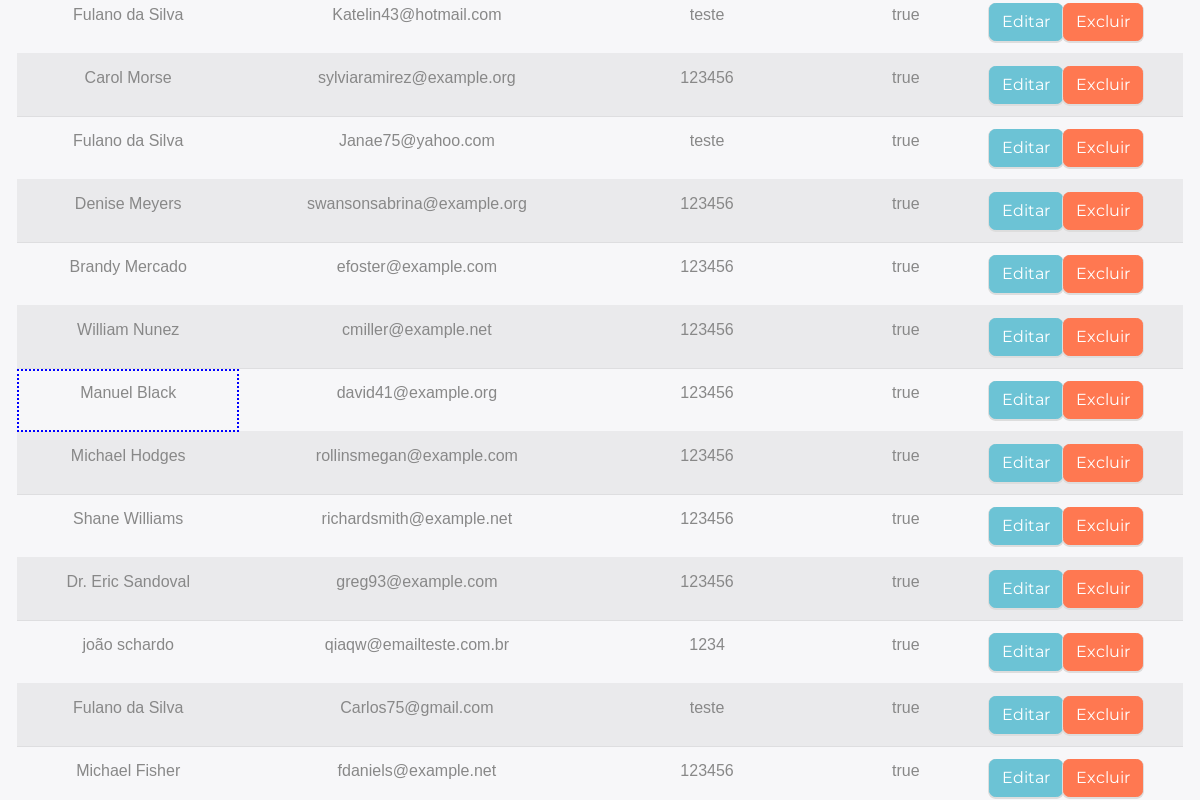 Fulano da Silva Katelin43@hotmail.com teste true Editar Excluir
Carol Morse sylviaramirez@example.org 123456 true Editar Excluir
Fulano da Silva Janae75@yahoo.com teste true Editar Excluir
Denise Meyers swansonsabrina@example.org 123456 true Editar Excluir
Brandy Mercado efoster@example.com 123456 true Editar Excluir
William Nunez cmiller@example.net 123456 true Editar Excluir
Manuel Black david41@example.org 123456 true Editar Excluir
Michael Hodges rollinsmegan@example.com 123456 true Editar Excluir
Shane Williams richardsmith@example.net 123456 true Editar Excluir
Dr. Eric Sandoval greg93@example.com 123456 true Editar Excluir
joão schardo qiaqw@emailteste.com.br 1234 true Editar Excluir
Fulano da Silva Carlos75@gmail.com teste true Editar Excluir
Michael Fisher fdaniels@example.net 123456 true Editar Excluir